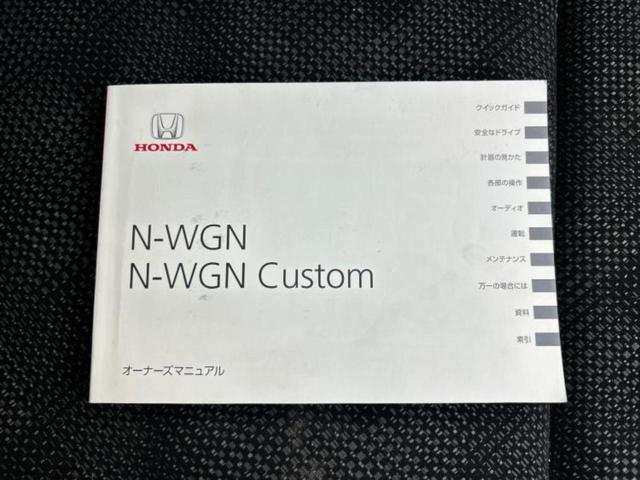 HONDA
N-WGN
N-WGN Custom
オーナーズマニュアル
クイックガイド
安全なドライブ
計器の見かた
各部の操作
オーディオ
運転
メンテナンス
万一の場合には
資料
索引